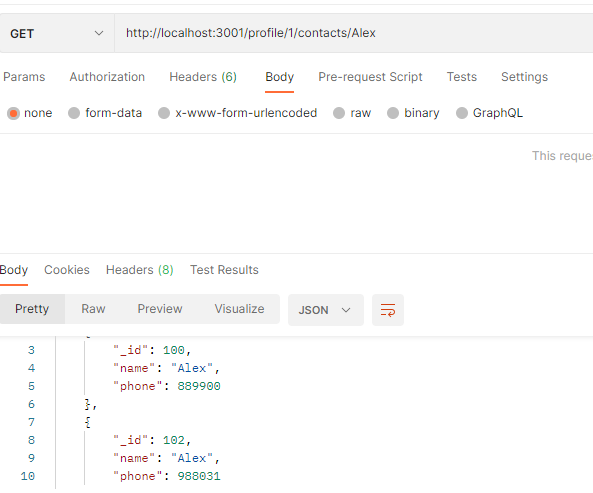 GET http://localhost:3001/profile/1/contacts/Alex
Params Authorization Headers (6) Body Pre-request Script Tests Settings
none form-data x-www-form-urlencoded raw binary GraphQL
This reque
Body Cookies Headers (8) Test Results
Pretty Raw Preview Visualize JSON
3 "_id": 100,
4 "name": "Alex",
5 "phone": 889900
6 },
7 {
8 "_id": 102,
9 "name": "Alex",
10 "phone": 988031